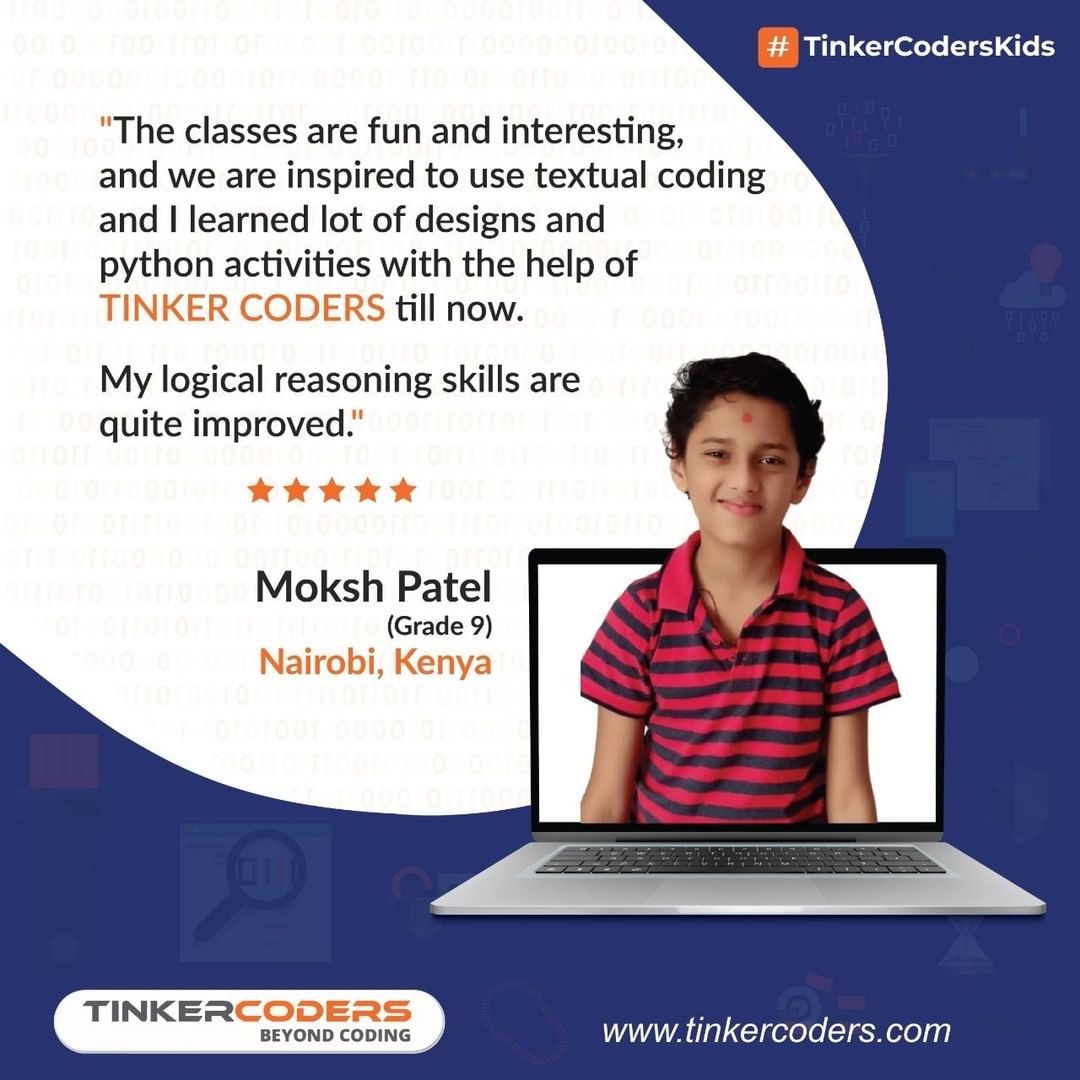 # TinkerCodersKids
"The classes are fun and interesting,
and we are inspired to use textual coding
and I learned lot of designs and
python activities with the help of
TINKER CODERS till now.
My logical reasoning skills are
quite improved."
Moksh Patel
(Grade 9)
Nairobi, Kenya
TINKERCODERS
BEYOND CODING
www.tinkercoders.com